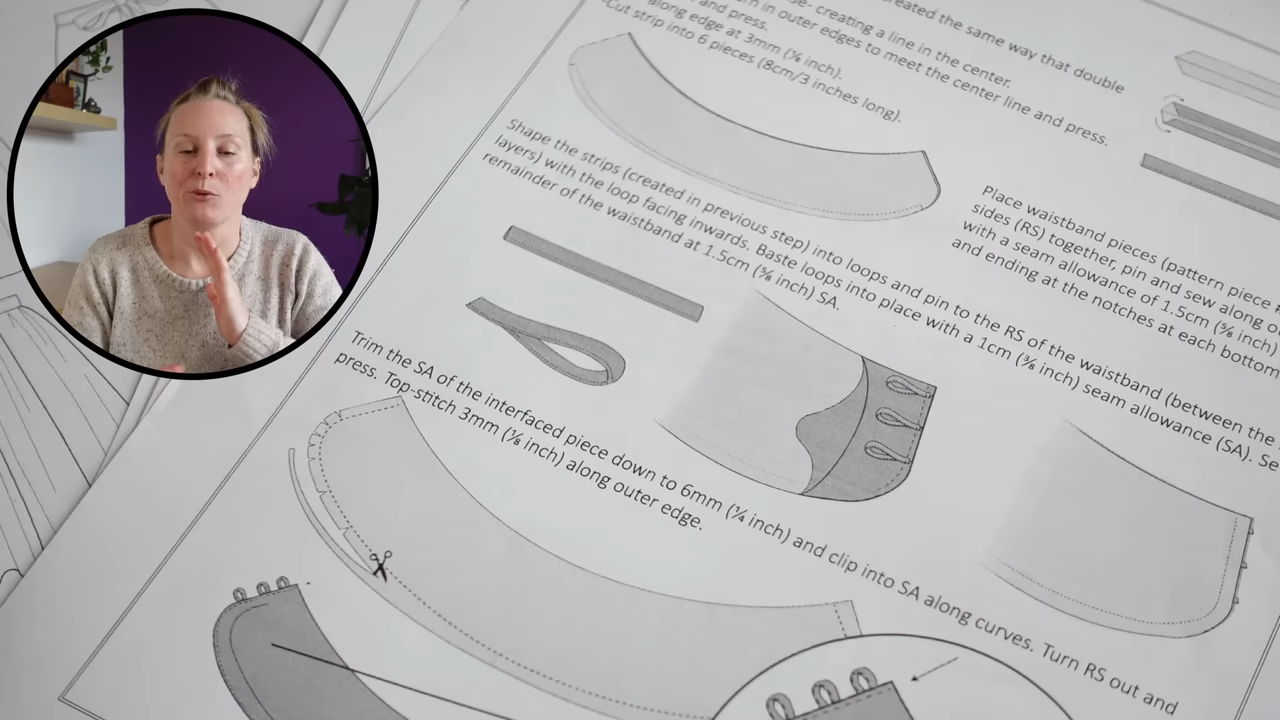 reated the same way that double
se- creating a line in the center.
rn in outer edges to meet the center line and press.
, and press.
along edge at 3mm (⅛ inch).
Cut strip into 6 pieces (8cm/3 inches long).
Shape the strips (created in previous step) into loops and pin to the RS of the waistband (between the
layers) with the loop facing inwards. Baste loops into place with a 1cm (⅜ inch) seam allowance (SA). Se
remainder of the waistband at 1.5cm (⅝ inch) SA.
Place waistband pieces (pattern piece
sides (RS) together, pin and sew along o
with a seam allowance of 1.5cm (⅝ inch)
and ending at the notches at each bottom
Trim the SA of the interfaced piece down to 6mm (¼ inch) and clip into SA along curves. Turn RS out and
press. Top-stitch 3mm (⅛ inch) along outer edge.